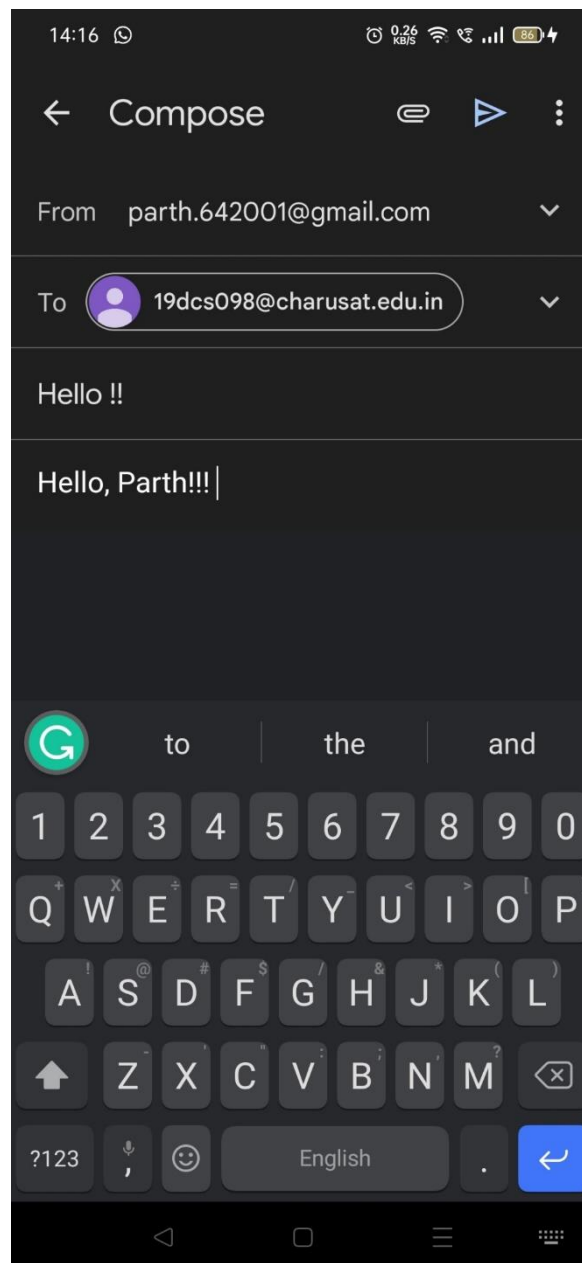 14:16 0.26 KB/S 86
Compose
From parth.642001@gmail.com
To 19dcs098@charusat.edu.in
Hello !!
Hello, Parth!!!
G to the and
1 2 3 4 5 6 7 8 9 0
Q + W X E ÷ R = T / Y _ U < I > O [ P
A ! S @ D # F $ G / H & J * K ( L )
Z - X ' C " V : B ; N , M ?
?123 , English .